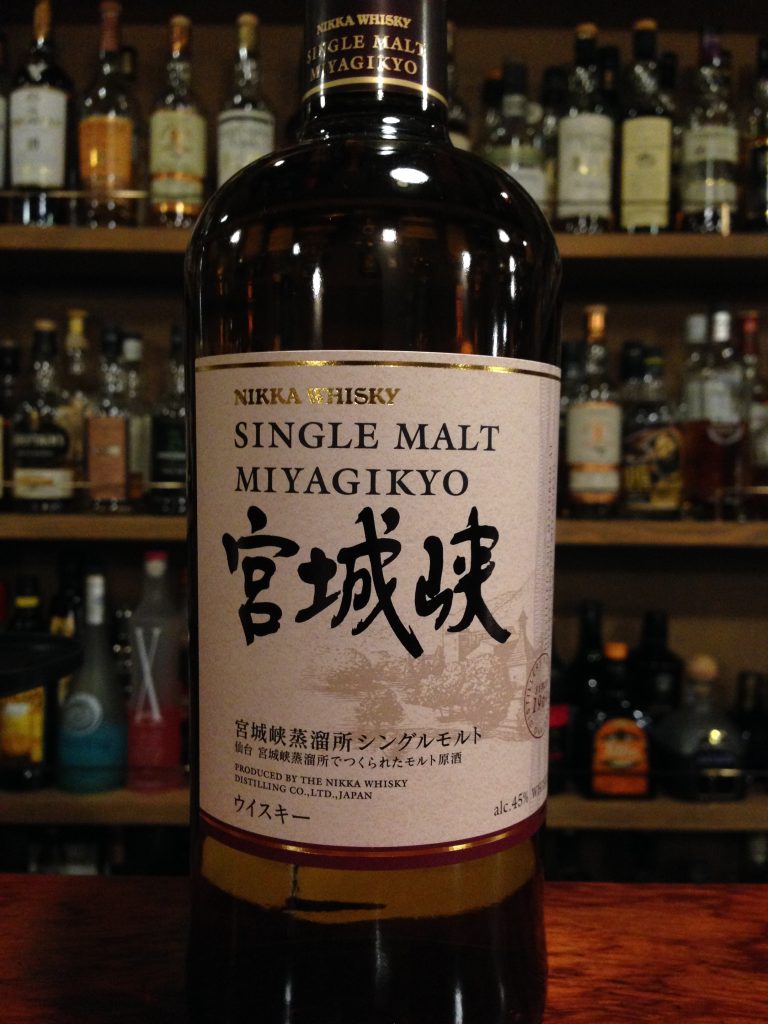 NIKKA WHISKY
SINGLE MALT
MIYAGIKYO
NIKKA WHISKY
SINGLE MALT
MIYAGIKYO
宮城峡
宮城峡蒸溜所シングルモルト
仙台 宮城峡蒸溜所でつくられたモルト原酒
PRODUCED BY THE NIKKA WHISKY
DISTILLING CO.,LTD.,JAPAN
ウイスキー
alc.45%